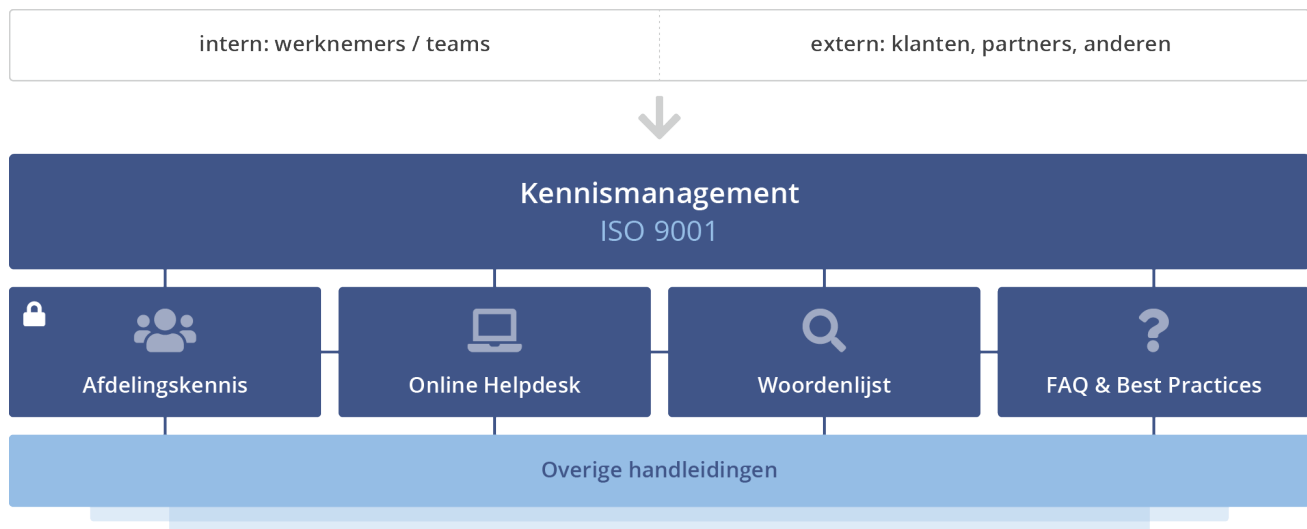 intern: werknemers / teams
extern: klanten, partners, anderen
Kennismanagement
ISO 9001
Afdelingskennis
Online Helpdesk
Woordenlijst
FAQ & Best Practices
Overige handleidingen